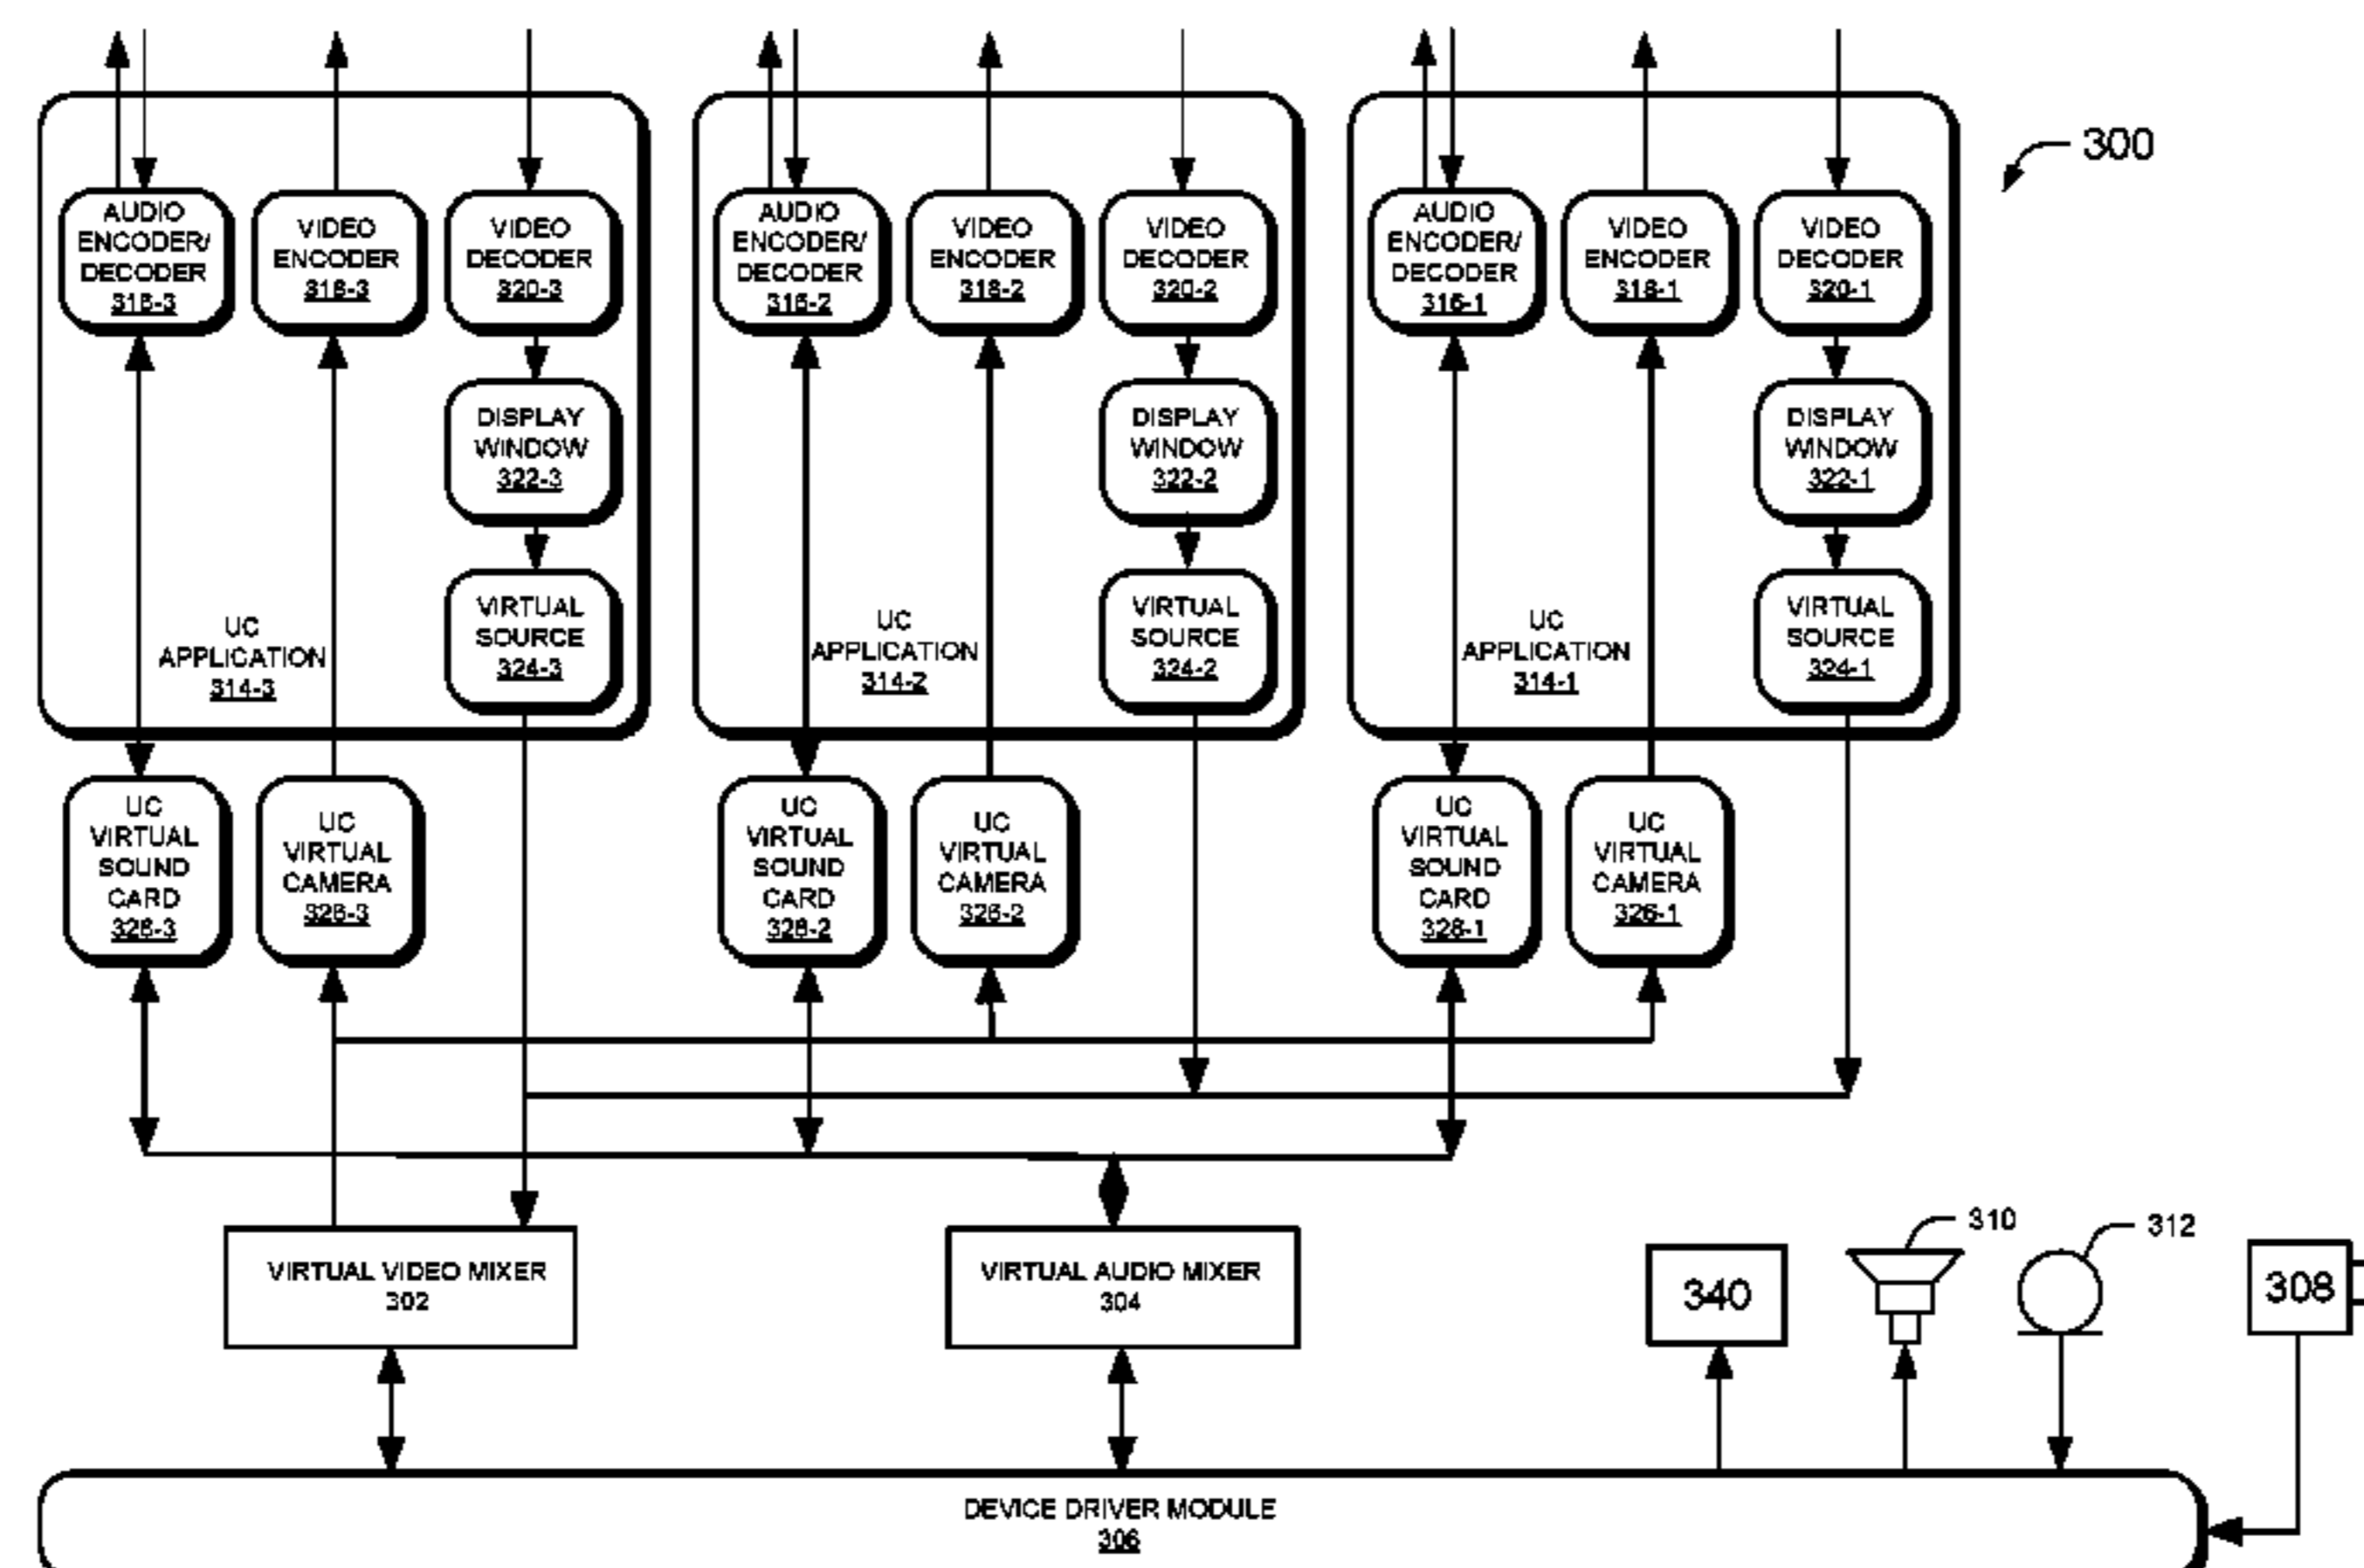 300
AUDIO
ENCODER/
DECODER
316-3
VIDEO
ENCODER
318-3
VIDEO
DECODER
320-3
DISPLAY
WINDOW
322-3
VIRTUAL
SOURCE
324-3
UC
APPLICATION
314-3
AUDIO
ENCODER/
DECODER
316-2
VIDEO
ENCODER
318-2
VIDEO
DECODER
320-2
DISPLAY
WINDOW
322-2
VIRTUAL
SOURCE
324-2
UC
APPLICATION
314-2
AUDIO
ENCODER/
DECODER
316-1
VIDEO
ENCODER
318-1
VIDEO
DECODER
320-1
DISPLAY
WINDOW
322-1
VIRTUAL
SOURCE
324-1
UC
APPLICATION
314-1
UC
VIRTUAL
SOUND
CARD
328-3
UC
VIRTUAL
CAMERA
326-3
UC
VIRTUAL
SOUND
CARD
328-2
UC
VIRTUAL
CAMERA
326-2
UC
VIRTUAL
SOUND
CARD
328-1
UC
VIRTUAL
CAMERA
326-1
VIRTUAL VIDEO MIXER
302
VIRTUAL AUDIO MIXER
304
340
310
312
308
DEVICE DRIVER MODULE
306